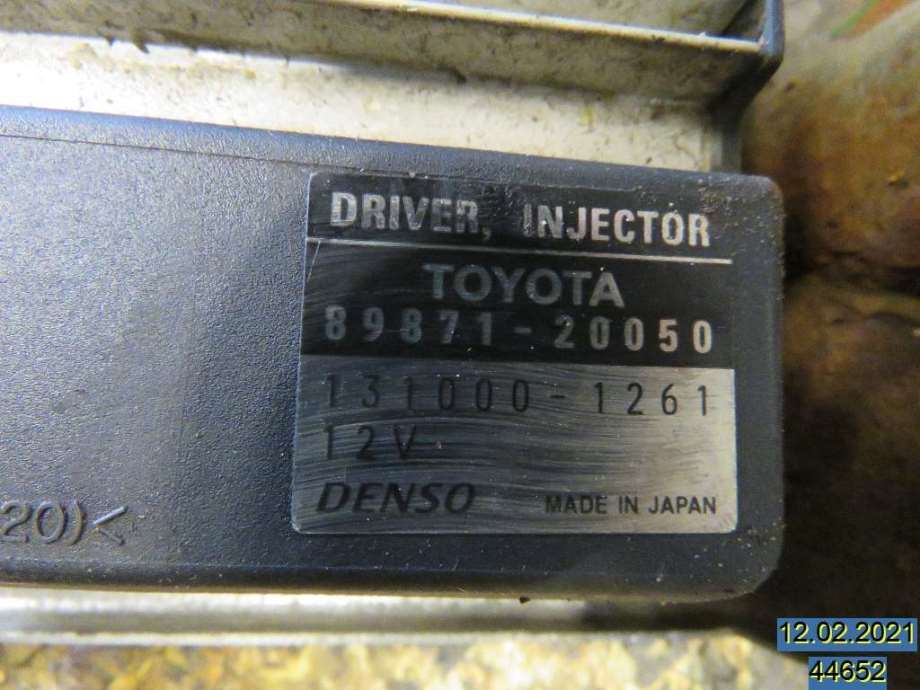 DRIVER, INJECTOR
TOYOTA
89871-20050
131000-1261
12V
DENSO MADE IN JAPAN
20)<
12.02.2021
44652